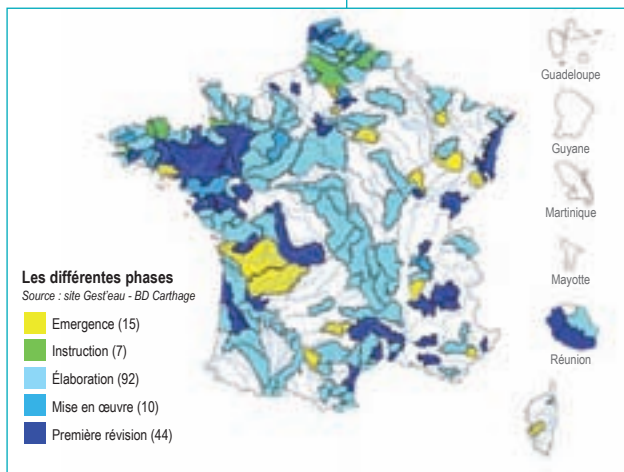 Guadeloupe
Guyane
Martinique
Mayotte
Réunion
Les différentes phases
Source : site Gest'eau - BD Carthage
Emergence (15)
Instruction (7)
Élaboration (92)
Mise en œuvre (10)
Première révision (44)